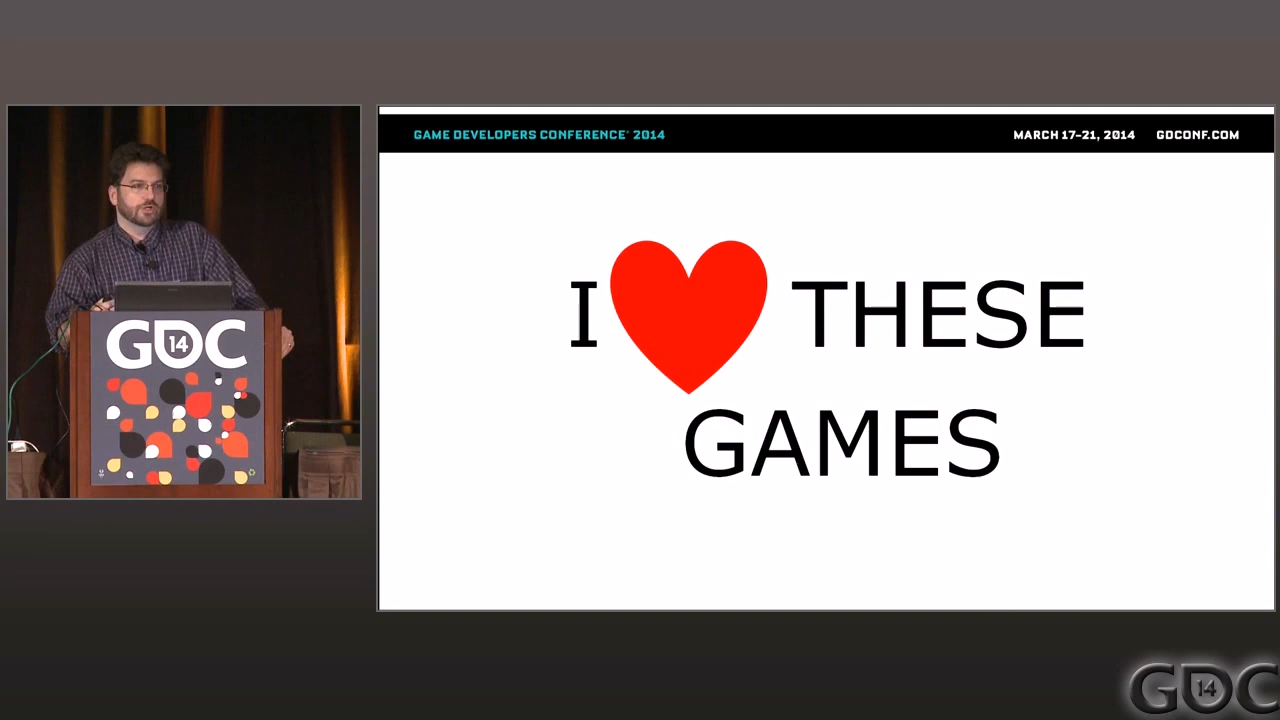 GAME DEVELOPERS CONFERENCE® 2014
MARCH 17-21, 2014 GDCONF.COM
I ❤ THESE
GAMES
GDC
14
GDC
14